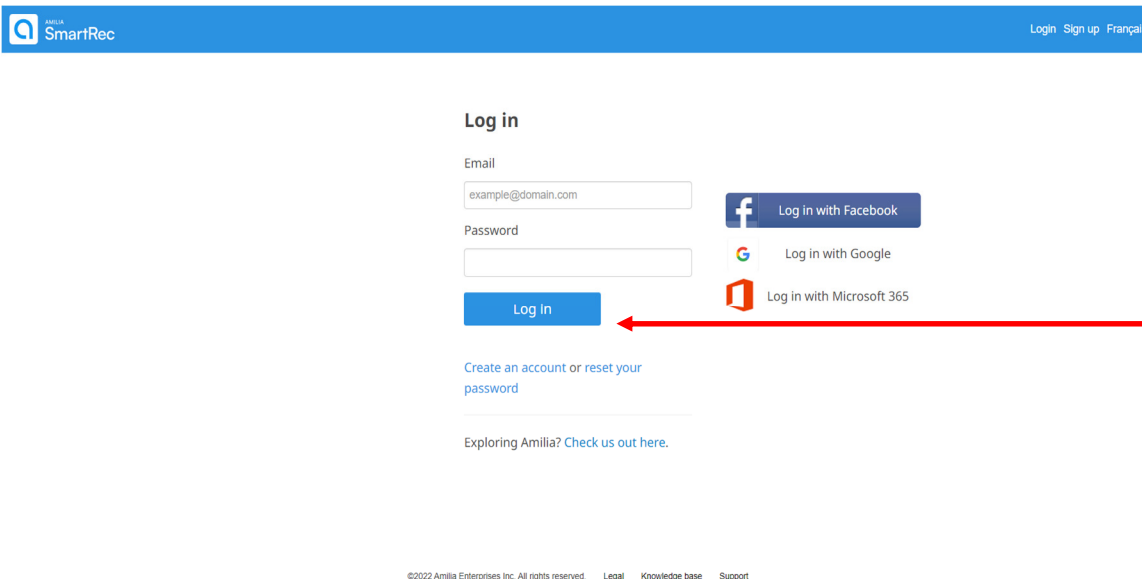 AMILIA
SmartRec
Login Sign up Françai
Log in
Email
example@domain.com
Password
Log In
Log in with Facebook
Log in with Google
Log in with Microsoft 365
Create an account or reset your
password
Exploring Amilia? Check us out here.
©2022 Amilia Enterprises Inc. All rights reserved. Legal Knowledge base Support